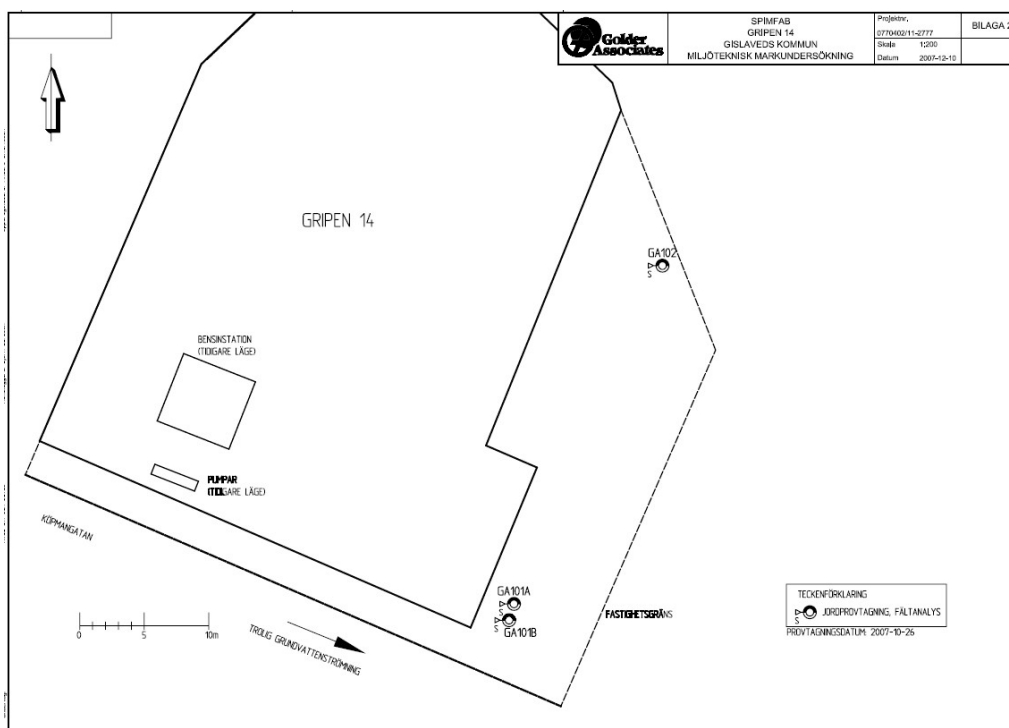 Golder
Associates
SPIMFAB
GRIPEN 14
GISLAVEDS KOMMUN
MILJÖTEKNISK MARKUNDERSÖKNING
Projektnr.
0770402/11-2777
Skala 1:200
Datum 2007-12-10
BILAGA 2
GRIPEN 14
GA102
S
BENSINSTATION
(TIDIGARE LÄGE)
PUMPAR
(TIDIGARE LÄGE)
KÖPMANGATAN
GA101A
S
S
GA101B
FASTIGHETSGRÄNS
0 5 10m
TROLIG GRUNDVATTENSTRÖMNING
TECKENFÖRKLARING
S JORDPROVTAGNING, FÄLTANALYS
PROVTAGNINGSDATUM: 2007-10-26